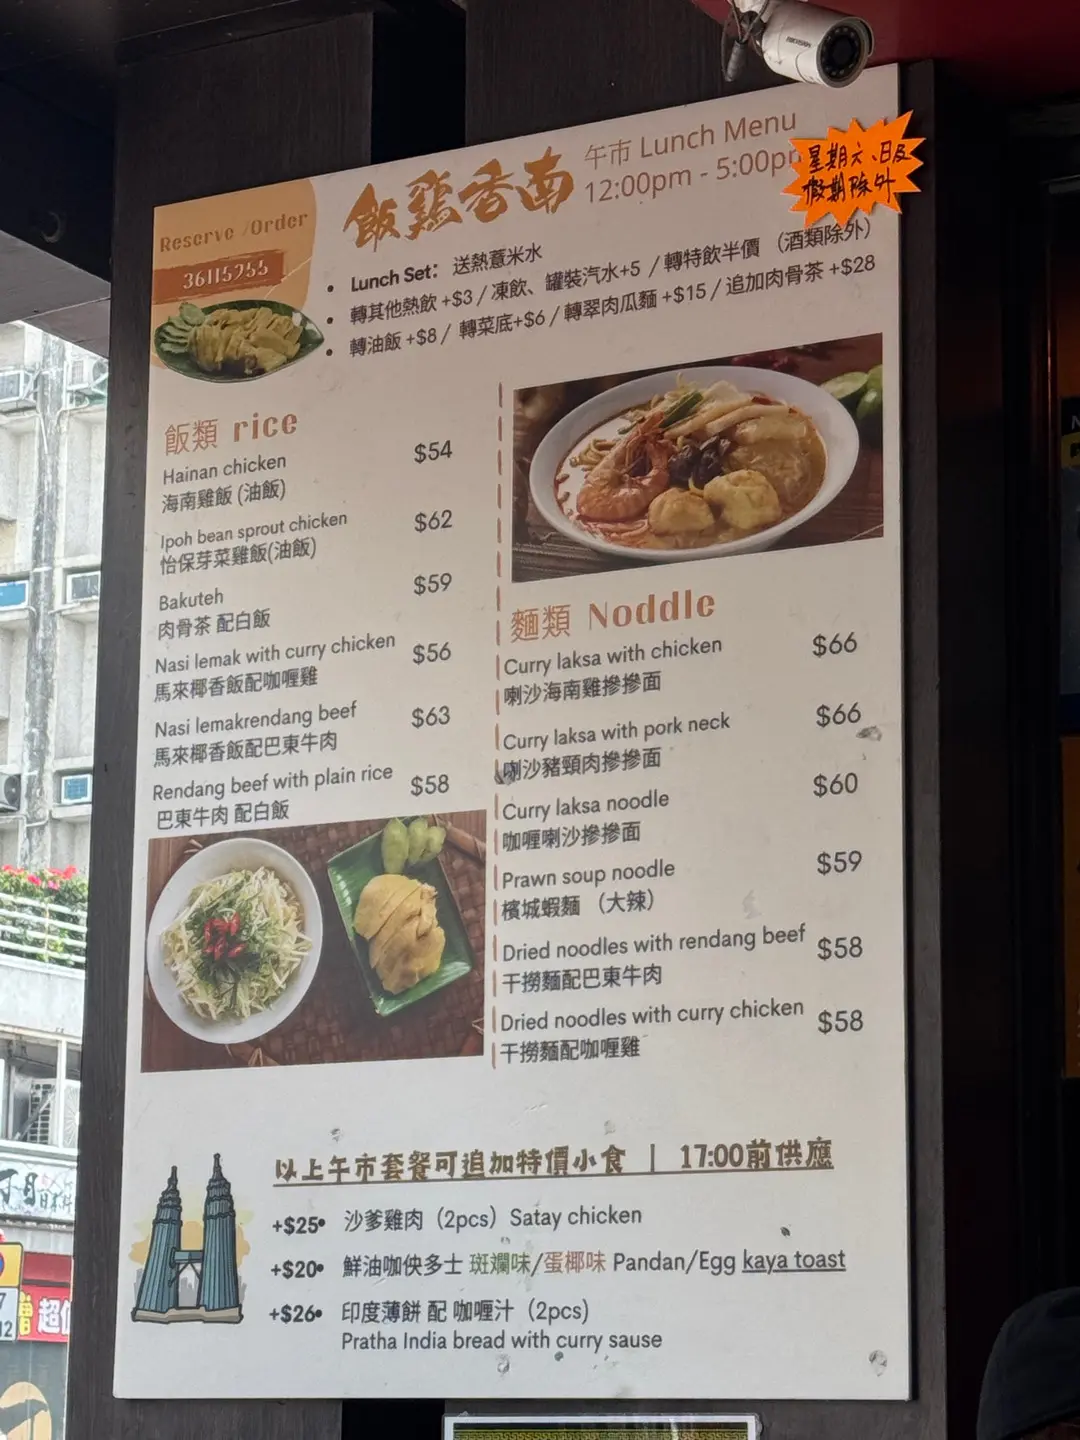 HIKVISION
飯鷄香南
午市 Lunch Menu
12:00pm - 5:00pm
星期六、日及
假期除外
Reserve /Order
36115255
Lunch Set： 送熱薏米水
轉其他熱飲 +$3 / 凍飲、罐裝汽水+5 / 轉特飲半價 （酒類除外）
轉油飯 +$8 / 轉菜底+$6 / 轉翠肉瓜麵 +$15 / 追加肉骨茶 +$28
飯類 rice
Hainan chicken $54
海南雞飯 (油飯)
Ipoh bean sprout chicken $62
怡保芽菜雞飯(油飯)
Bakuteh $59
肉骨茶 配白飯
Nasi lemak with curry chicken $56
馬來椰香飯配咖喱雞
Nasi lemakrendang beef $63
馬來椰香飯配巴東牛肉
Rendang beef with plain rice $58
巴東牛肉 配白飯
麵類 Noddle
Curry laksa with chicken $66
喇沙海南雞摻摻面
Curry laksa with pork neck $66
喇沙豬頸肉摻摻面
Curry laksa noodle $60
咖喱喇沙摻摻面
Prawn soup noodle $59
檳城蝦麵 （大辣）
Dried noodles with rendang beef $58
干撈麵配巴東牛肉
Dried noodles with curry chicken $58
干撈麵配咖喱雞
以上午市套餐可追加特價小食 | 17:00前供應
+$25• 沙爹雞肉（2pcs）Satay chicken
+$20• 鮮油咖央多士 斑斕味/蛋椰味 Pandan/Egg kaya toast
+$26• 印度薄餅 配 咖喱汁（2pcs）
Pratha India bread with curry sause